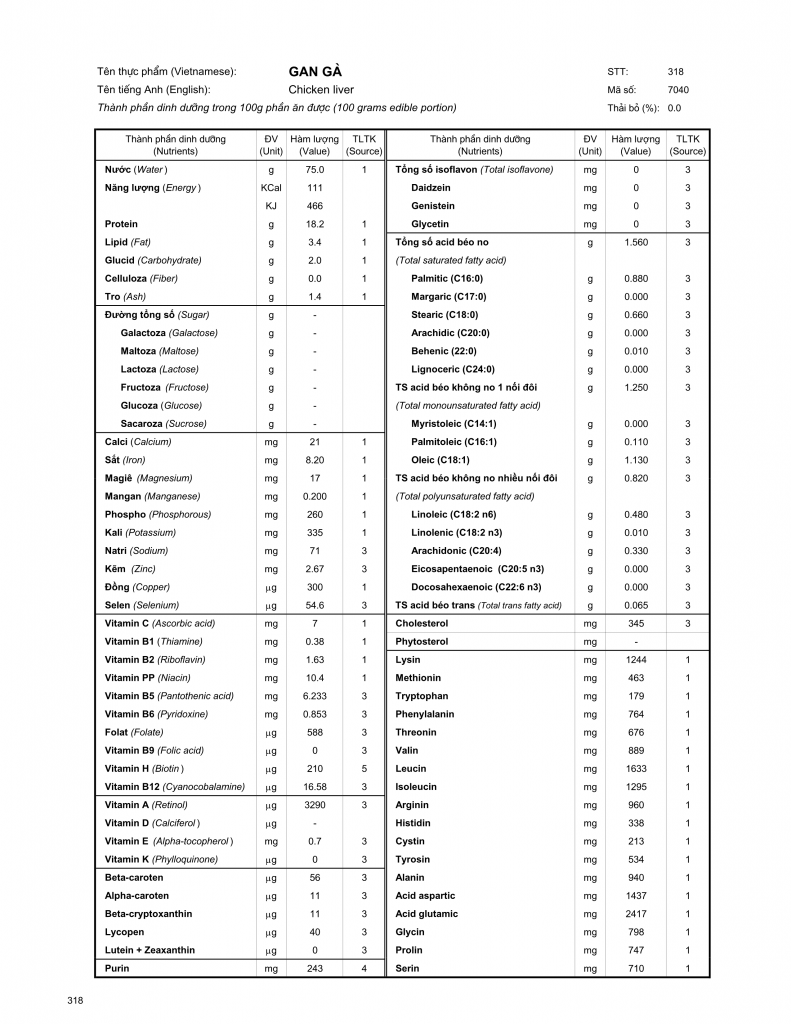 Tên thực phẩm (Vietnamese): GAN GÀ STT: 318
Tên tiếng Anh (English): Chicken liver Mã số: 7040
Thành phần dinh dưỡng trong 100g phần ăn được (100 grams edible portion) Thải bỏ (%): 0.0
Thành phần dinh dưỡng ĐV Hàm lượng TLTK
(Nutrients) (Unit) (Value) (Source)
Nước (Water) g 75.0 1
Năng lượng (Energy) KCal 111
KJ 466
Protein g 18.2 1
Lipid (Fat) g 3.4 1
Glucid (Carbohydrate) g 2.0 1
Celluloza (Fiber) g 0.0 1
Tro (Ash) g 1.4 1
Đường tổng số (Sugar) g -
Galactoza (Galactose) g -
Maltoza (Maltose) g -
Lactoza (Lactose) g -
Fructoza (Fructose) g -
Glucoza (Glucose) g -
Sacaroza (Sucrose) g -
Calci (Calcium) mg 21 1
Sắt (Iron) mg 8.20 1
Magiê (Magnesium) mg 17 1
Mangan (Manganese) mg 0.200 1
Phospho (Phosphorous) mg 260 1
Kali (Potassium) mg 335 1
Natri (Sodium) mg 71 3
Kẽm (Zinc) mg 2.67 3
Đồng (Copper) μg 300 1
Selen (Selenium) μg 54.6 3
Vitamin C (Ascorbic acid) mg 7 1
Vitamin B1 (Thiamine) mg 0.38 1
Vitamin B2 (Riboflavin) mg 1.63 1
Vitamin PP (Niacin) mg 10.4 1
Vitamin B5 (Pantothenic acid) mg 6.233 3
Vitamin B6 (Pyridoxine) mg 0.853 3
Folat (Folate) μg 588 3
Vitamin B9 (Folic acid) μg 0 3
Vitamin H (Biotin) μg 210 5
Vitamin B12 (Cyanocobalamine) μg 16.58 3
Vitamin A (Retinol) μg 3290 3
Vitamin D (Calciferol) μg -
Vitamin E (Alpha-tocopherol) mg 0.7 3
Vitamin K (Phylloquinone) μg 0 3
Beta-caroten μg 56 3
Alpha-caroten μg 11 3
Beta-cryptoxanthin μg 11 3
Lycopen μg 40 3
Lutein + Zeaxanthin μg 0 3
Purin mg 243 4
Thành phần dinh dưỡng ĐV Hàm lượng TLTK
(Nutrients) (Unit) (Value) (Source)
Tổng số isoflavon (Total isoflavone) mg 0 3
Daidzein mg 0 3
Genistein mg 0 3
Glycetin mg 0 3
Tổng số acid béo no g 1.560 3
(Total saturated fatty acid)
Palmitic (C16:0) g 0.880 3
Margaric (C17:0) g 0.000 3
Stearic (C18:0) g 0.660 3
Arachidic (C20:0) g 0.000 3
Behenic (22:0) g 0.010 3
Lignoceric (C24:0) g 0.000 3
TS acid béo không no 1 nối đôi g 1.250 3
(Total monounsaturated fatty acid)
Myristoleic (C14:1) g 0.000 3
Palmitoleic (C16:1) g 0.110 3
Oleic (C18:1) g 1.130 3
TS acid béo không no nhiều nối đôi g 0.820 3
(Total polyunsaturated fatty acid)
Linoleic (C18:2 n6) g 0.480 3
Linolenic (C18:2 n3) g 0.010 3
Arachidonic (C20:4) g 0.330 3
Eicosapentaenoic (C20:5 n3) g 0.000 3
Docosahexaenoic (C22:6 n3) g 0.000 3
TS acid béo trans (Total trans fatty acid) g 0.065 3
Cholesterol mg 345 3
Phytosterol mg -
Lysin mg 1244 1
Methionin mg 463 1
Tryptophan mg 179 1
Phenylalanin mg 764 1
Threonin mg 676 1
Valin mg 889 1
Leucin mg 1633 1
Isoleucin mg 1295 1
Arginin mg 960 1
Histidin mg 338 1
Cystin mg 213 1
Tyrosin mg 534 1
Alanin mg 940 1
Acid aspartic mg 1437 1
Acid glutamic mg 2417 1
Glycin mg 798 1
Prolin mg 747 1
Serin mg 710 1
318